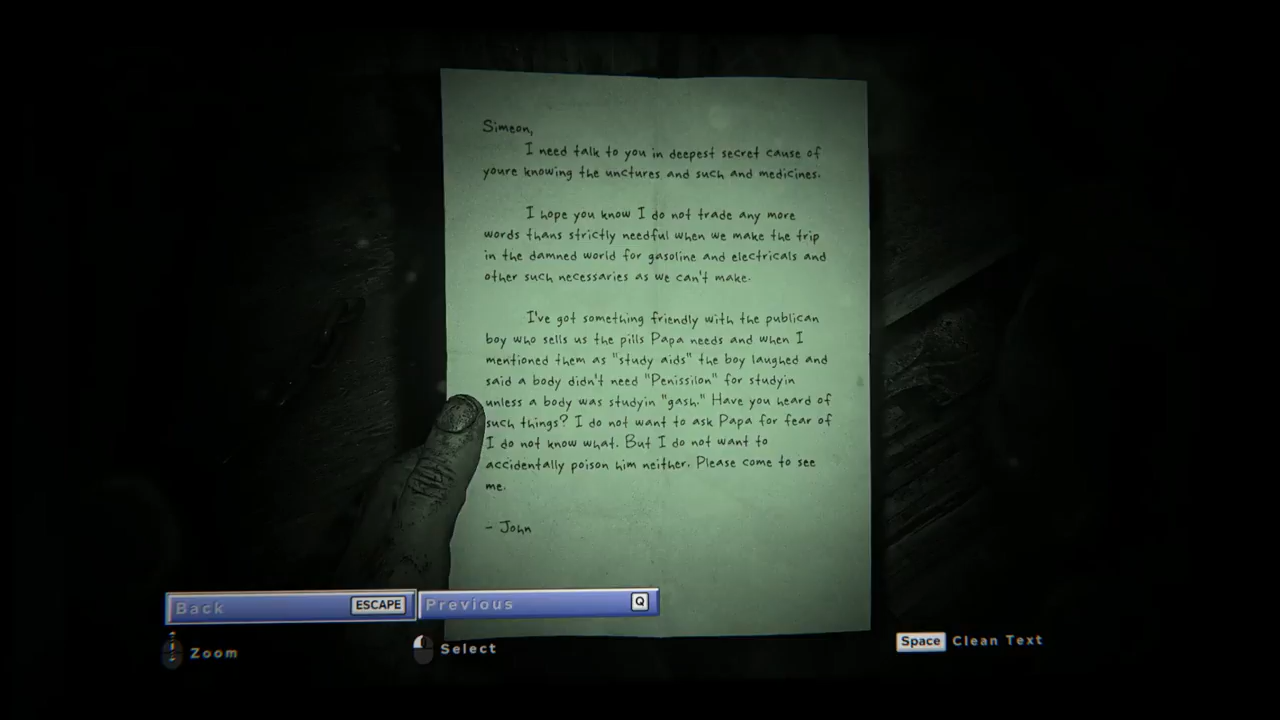 Simeon,
I need talk to you in deepest secret cause of
youre knowing the unctures and such and medicines.
I hope you know I do not trade any more
words thans strictly needful when we make the trip
in the damned world for gasoline and electricals and
other such necessaries as we can't make.
I've got something friendly with the publican
boy who sells us the pills Papa needs and when I
mentioned them as "study aids" the boy laughed and
said a body didn't need "Penissilon" for studyin
unless a body was studyin "gash." Have you heard of
such things? I do not want to ask Papa for fear of
I do not know what. But I do not want to
accidentally poison him neither. Please come to see
me.
- John
Back ESCAPE Previous Q
Zoom Select Space Clean Text